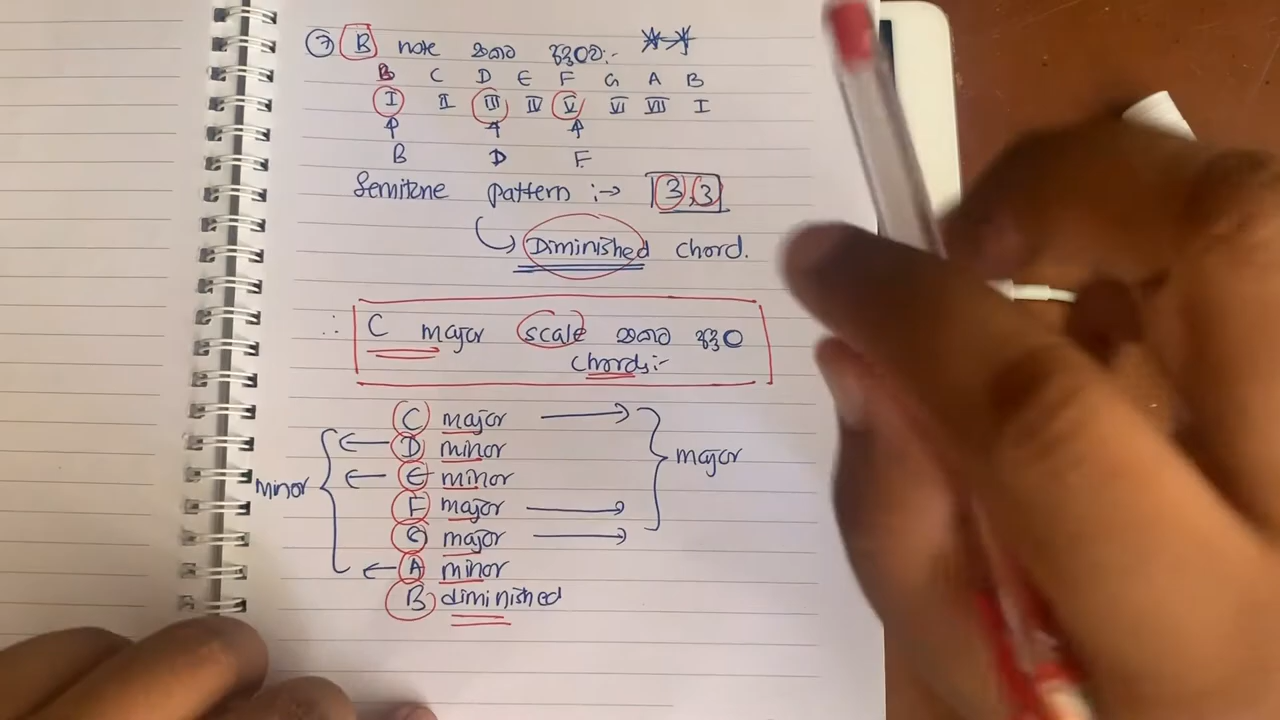 ⑦ B note සඳහා
B C D E F G A B
I II III IV V VI VII I
B D F
Semitone pattern :→ 3,3
Diminished chord.
∴ C major scale සඳහා
chords:-
C major
D minor
E minor
F major
G major
A minor
B diminished
major
minor